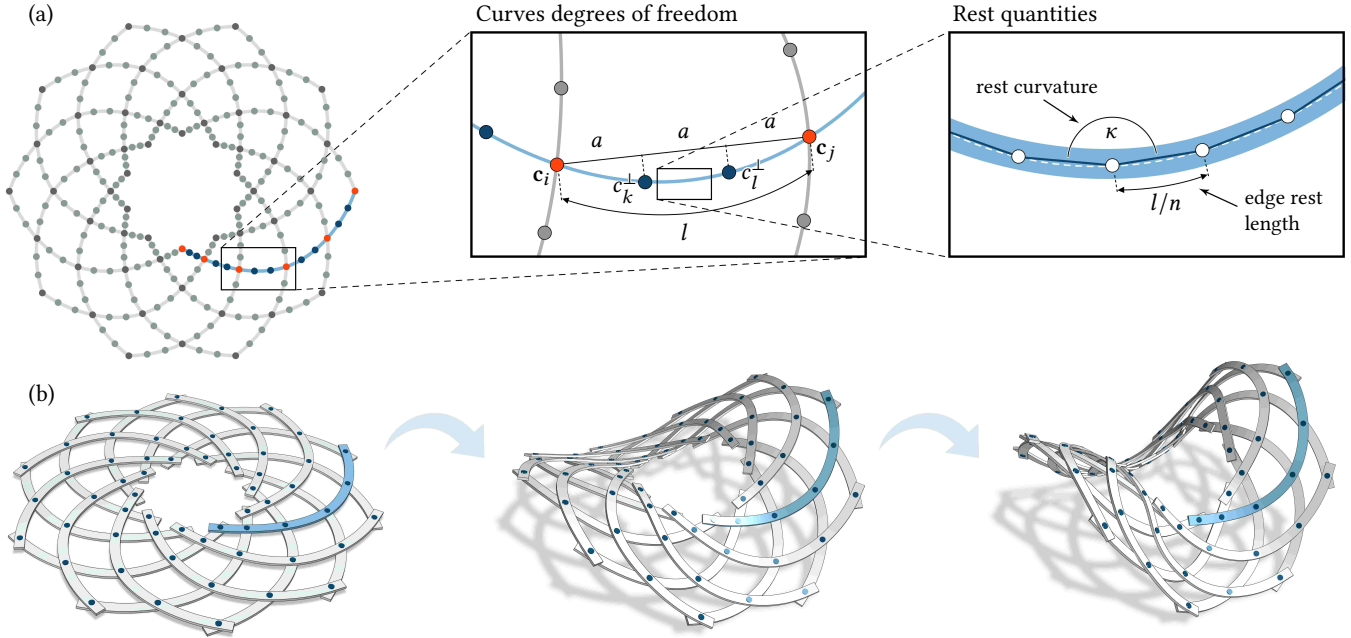 (a)
Curves degrees of freedom
a
a
a
c_i
c_j
c_k^⊥
c_l^⊥
l
Rest quantities
rest curvature
κ
l/n
edge rest
length
(b)